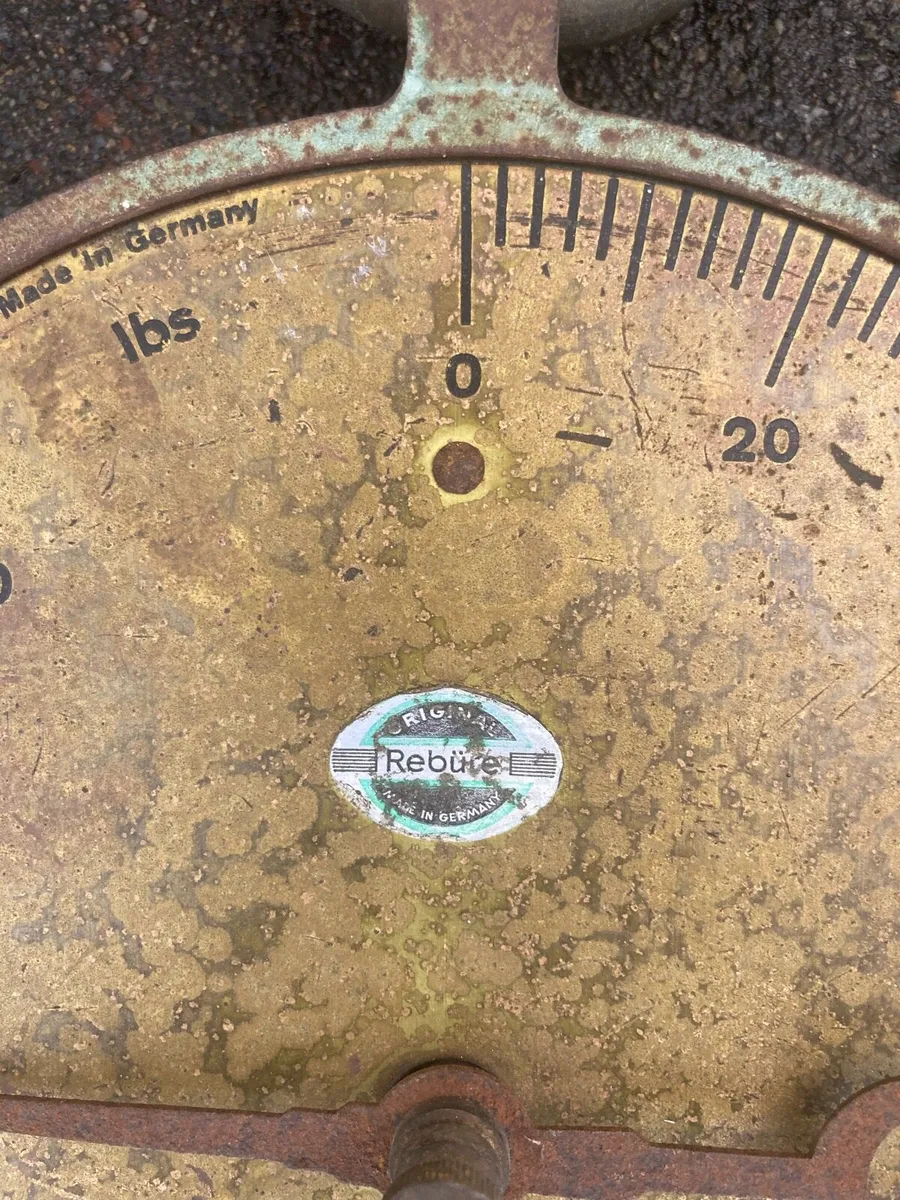 Made in Germany
lbs
0
20
ORIGINAL
Rebüre
MADE IN GERMANY